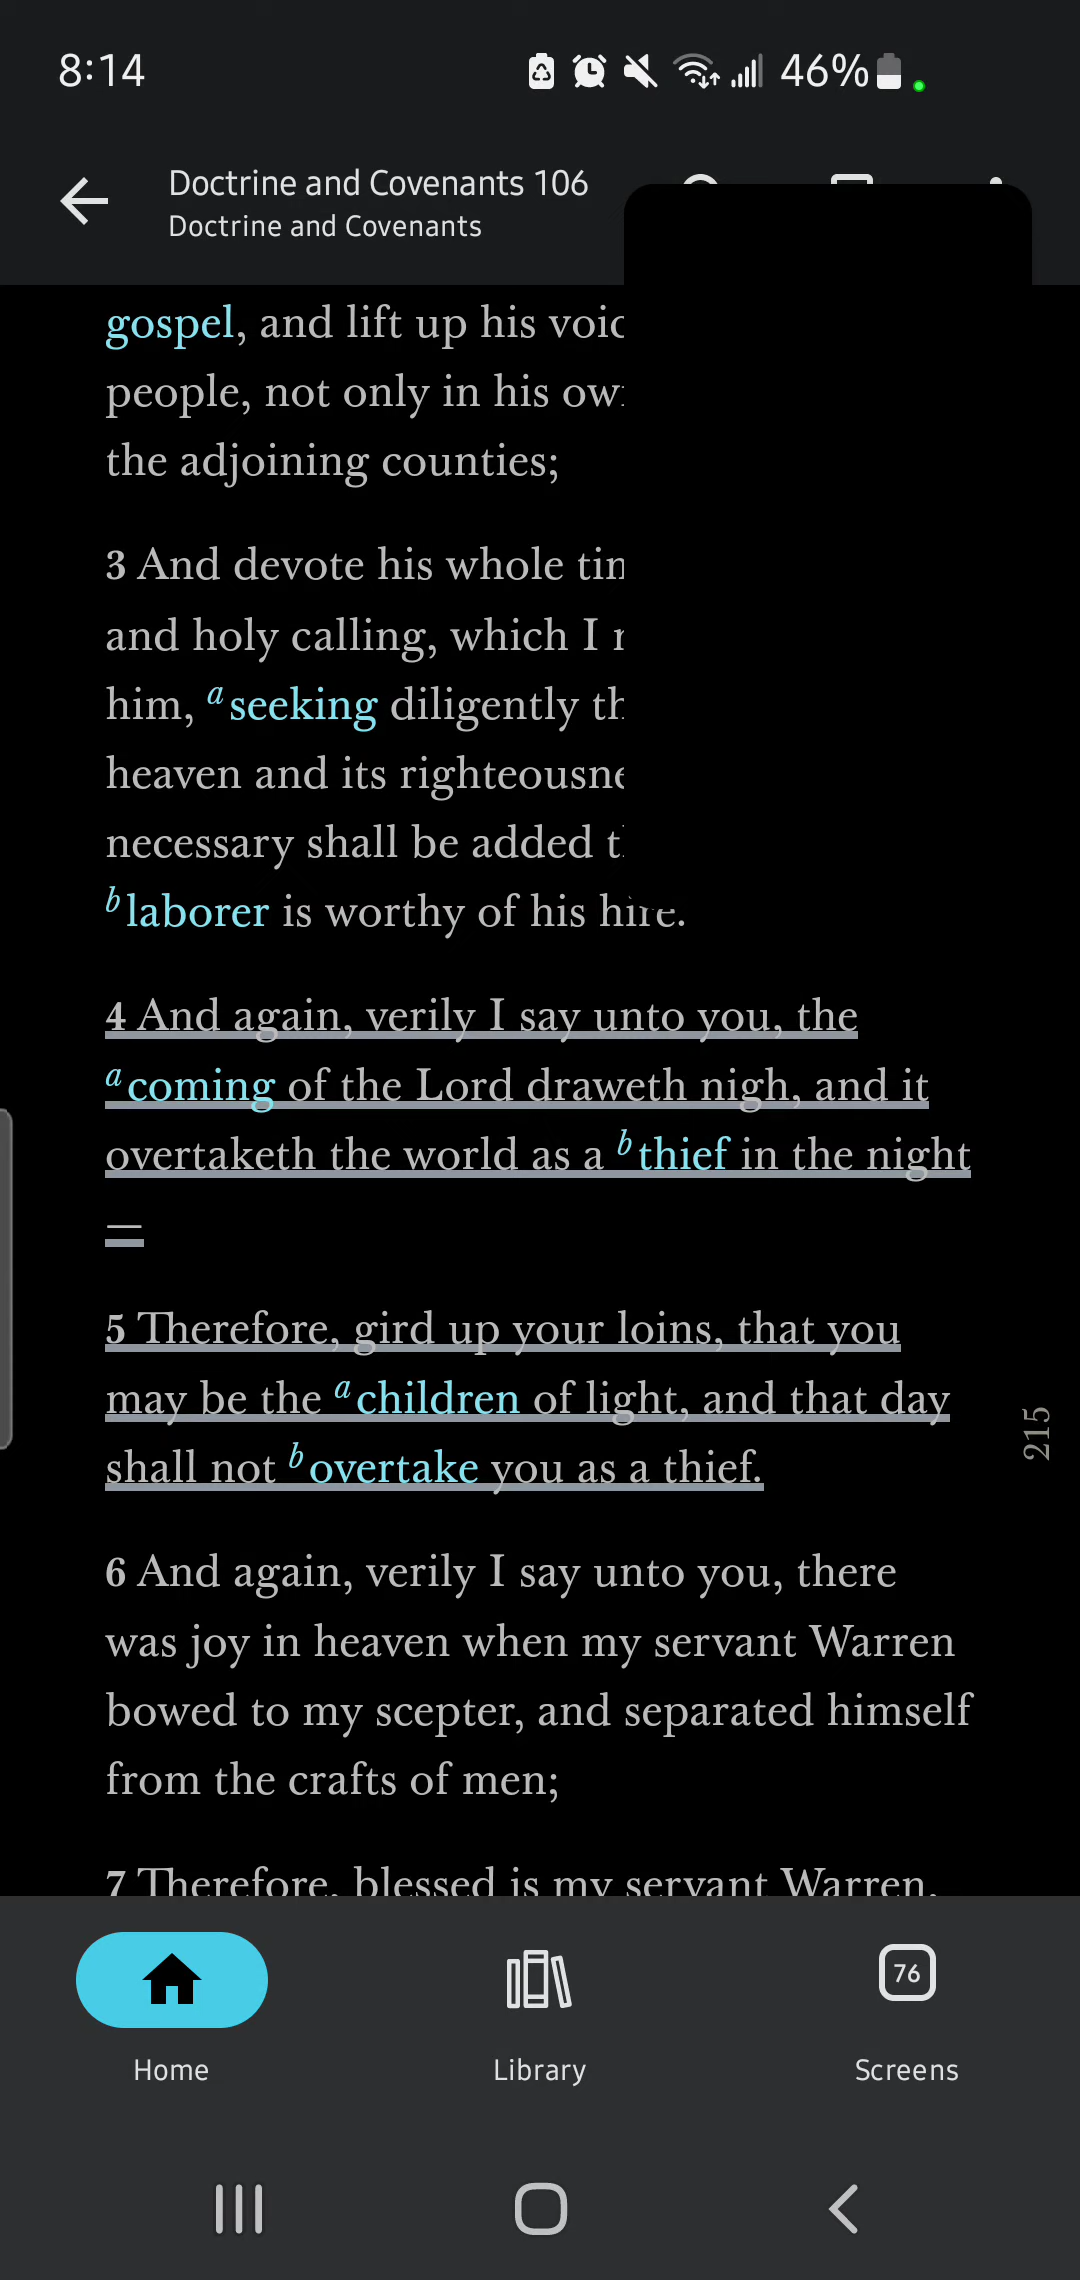 8:14
46%
Doctrine and Covenants 106
Doctrine and Covenants
gospel, and lift up his
people, not only in his
the adjoining counties;
3 And devote his whole
and holy calling, which I
him, a seeking diligently
heaven and its
necessary shall be added
b laborer is worthy of his hire.
4 And again, verily I say unto you, the
a coming of the Lord draweth nigh, and it
overtaketh the world as a b thief in the night
—
5 Therefore, gird up your loins, that you
may be the a children of light, and that day
shall not b overtake you as a thief.
215
6 And again, verily I say unto you, there
was joy in heaven when my servant Warren
bowed to my scepter, and separated himself
from the crafts of men;
7 Therefore, blessed is my servant Warren,
76
Home
Library
Screens